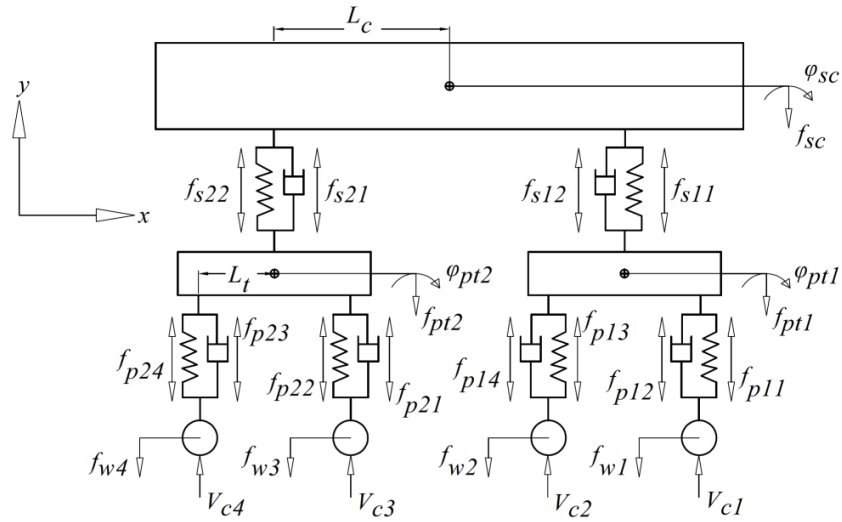 L_c
y
φ_sc
f_sc
x
f_s22 f_s21 f_s12 f_s11
L_t φ_pt2 φ_pt1
f_pt2 f_pt1
f_p24 f_p23 f_p22 f_p21 f_p14 f_p13 f_p12 f_p11
f_w4 f_w3 f_w2 f_w1
V_c4 V_c3 V_c2 V_c1